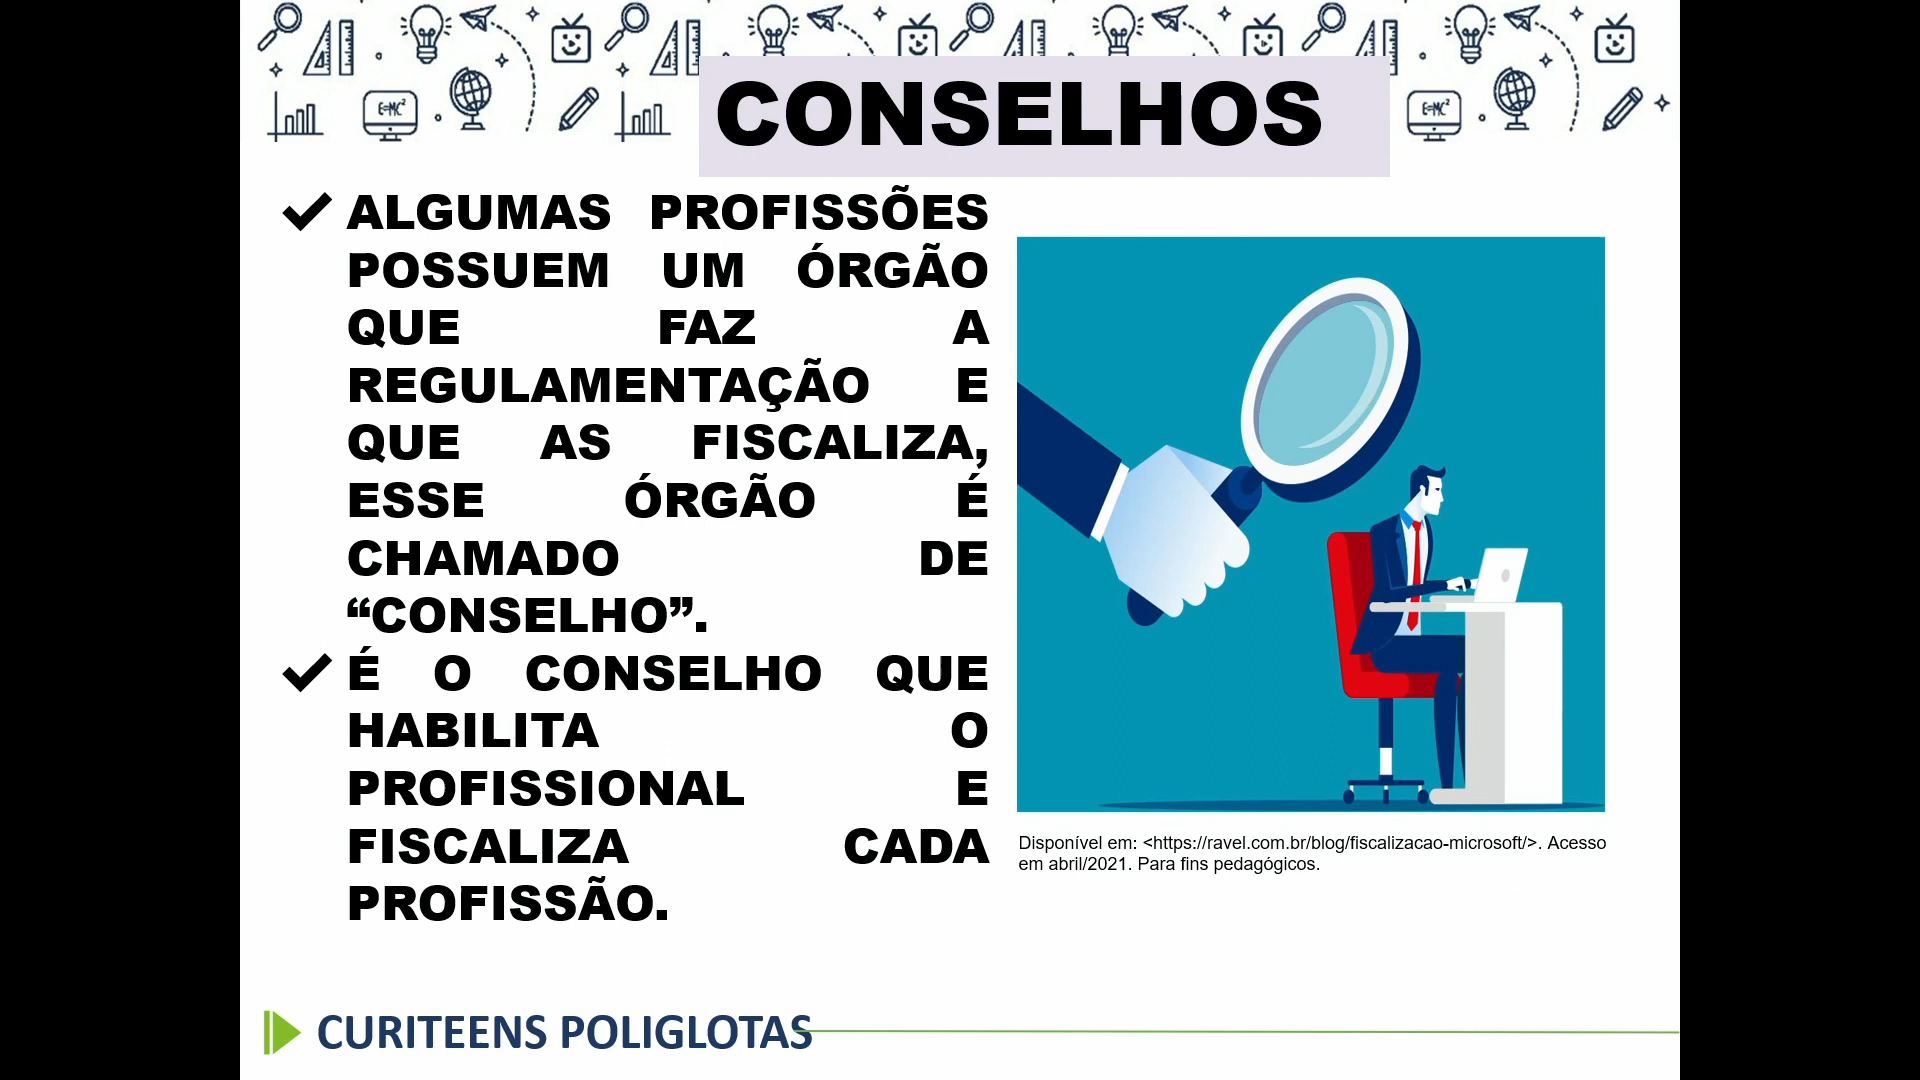 E=MC²
E=MC²
CONSELHOS
ALGUMAS PROFISSÕES
POSSUEM UM ÓRGÃO
QUE FAZ A
REGULAMENTAÇÃO E
QUE AS FISCALIZA,
ESSE ÓRGÃO É
CHAMADO DE
“CONSELHO”.
É O CONSELHO QUE
HABILITA O
PROFISSIONAL E
FISCALIZA CADA
PROFISSÃO.
Disponível em: <https://ravel.com.br/blog/fiscalizacao-microsoft/>. Acesso
em abril/2021. Para fins pedagógicos.
CURITEENS POLIGLOTAS